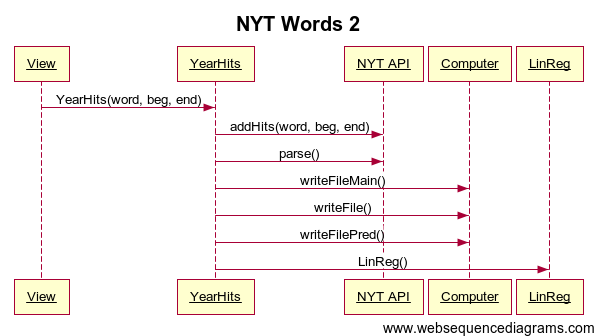 NYT Words 2
View YearHits NYT API Computer LinReg
YearHits(word, beg, end)
addHits(word, beg, end)
parse()
writeFileMain()
writeFile()
writeFilePred()
LinReg()
View YearHits NYT API Computer LinReg
www.websequencediagrams.com